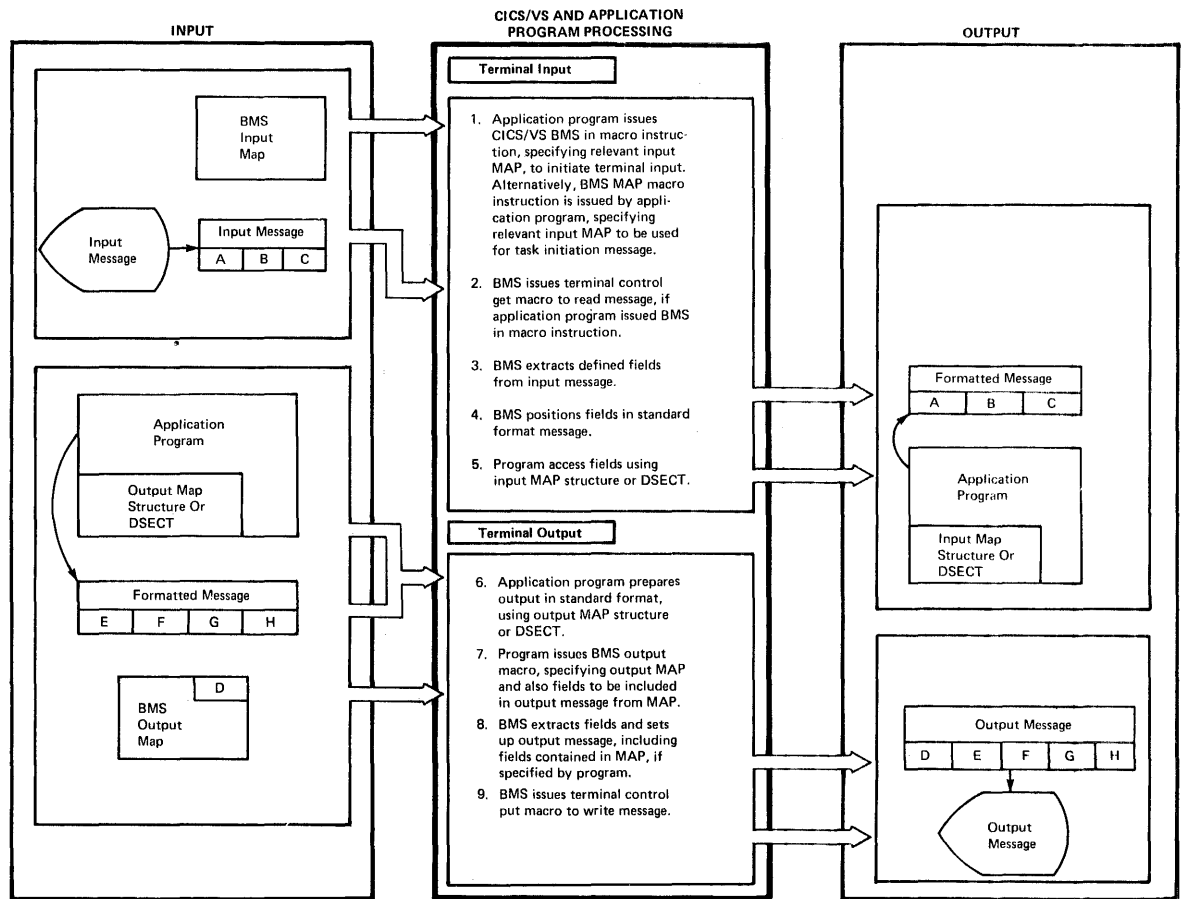 INPUT
BMS
Input
Map
Input
Message
Input Message
A B C
Application
Program
Output Map
Structure Or
DSECT
Formatted Message
E F G H
D
BMS
Output
Map
CICS/VS AND APPLICATION
PROGRAM PROCESSING
Terminal Input
1. Application program issues
CICS/VS BMS in macro instruc-
tion, specifying relevant input
MAP, to initiate terminal input.
Alternatively, BMS MAP macro
instruction is issued by appli-
cation program, specifying
relevant input MAP to be used
for task initiation message.
2. BMS issues terminal control
get macro to read message, if
application program issued BMS
in macro instruction.
3. BMS extracts defined fields
from input message.
4. BMS positions fields in standard
format message.
5. Program access fields using
input MAP structure or DSECT.
Terminal Output
6. Application program prepares
output in standard format,
using output MAP structure
or DSECT.
7. Program issues BMS output
macro, specifying output MAP
and also fields to be included
in output message from MAP.
8. BMS extracts fields and sets
up output message, including
fields contained in MAP, if
specified by program.
9. BMS issues terminal control
put macro to write message.
OUTPUT
Formatted Message
A B C
Application
Program
Input Map
Structure Or
DSECT
Output Message
D E F G H
Output
Message